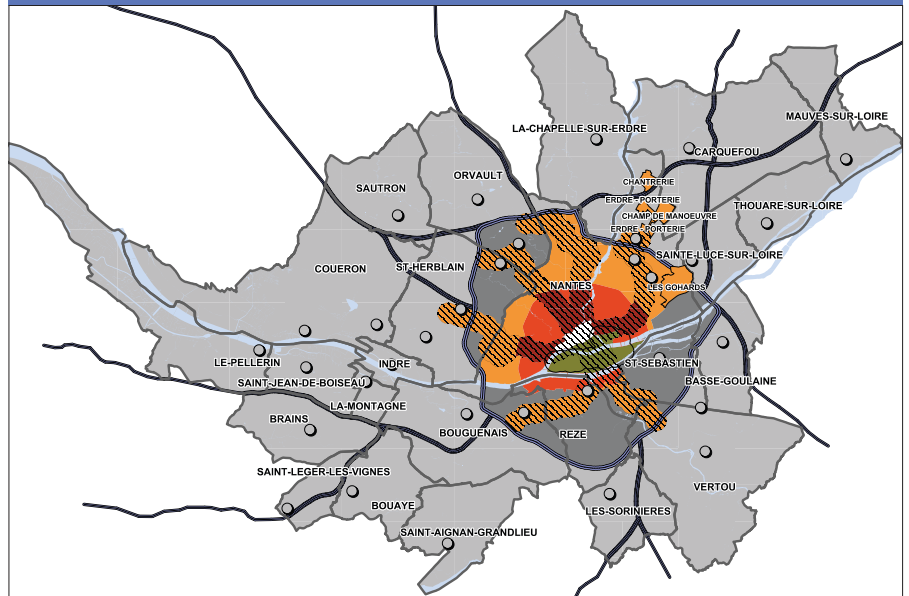 MAUVES-SUR-LOIRE
LA-CHAPELLE-SUR-ERDRE
CARQUEFOU
ORVAULT
CHANTRERIE
SAUTRON
ERDRE - PORTERIE
THOUARE-SUR-LOIRE
CHAMP DE MANOEUVRE
ERDRE - PORTERIE
SAINTE-LUCE-SUR-LOIRE
COUERON
ST-HERBLAIN
NANTES
LES GOHARDS
LE-PELLERIN
INDRE
ST-SEBASTIEN
SAINT-JEAN-DE-BOISEAU
BASSE-GOULAINE
LA-MONTAGNE
BRAINS
BOUGUENAIS
REZE
SAINT-LEGER-LES-VIGNES
VERTOU
BOUAYE
LES-SORINIERES
SAINT-AIGNAN-GRANDLIEU